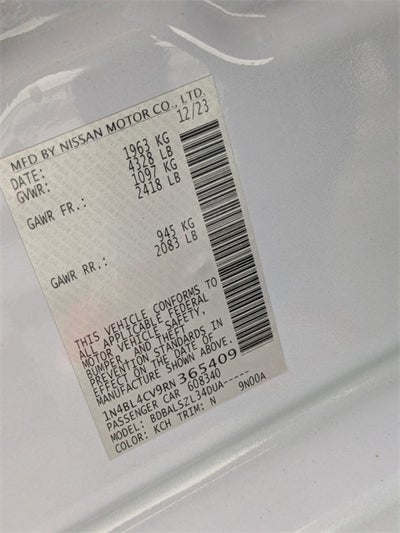 MFD BY NISSAN MOTOR CO., LTD.
DATE: 12/23
GVWR: 1963 KG
4328 LB
GAWR FR.: 1097 KG
2418 LB
GAWR RR.: 945 KG
2083 LB
THIS VEHICLE CONFORMS TO
ALL APPLICABLE FEDERAL
MOTOR VEHICLE SAFETY,
BUMPER, AND THEFT
PREVENTION STANDARDS IN
EFFECT ON THE DATE OF
MANUFACTURE SHOWN ABOVE.
1N4BL4CV9RN365409
PASSENGER CAR 608340
MODEL: BDBALSZL34DUA-----
COLOR: KCH TRIM: N 9N00A